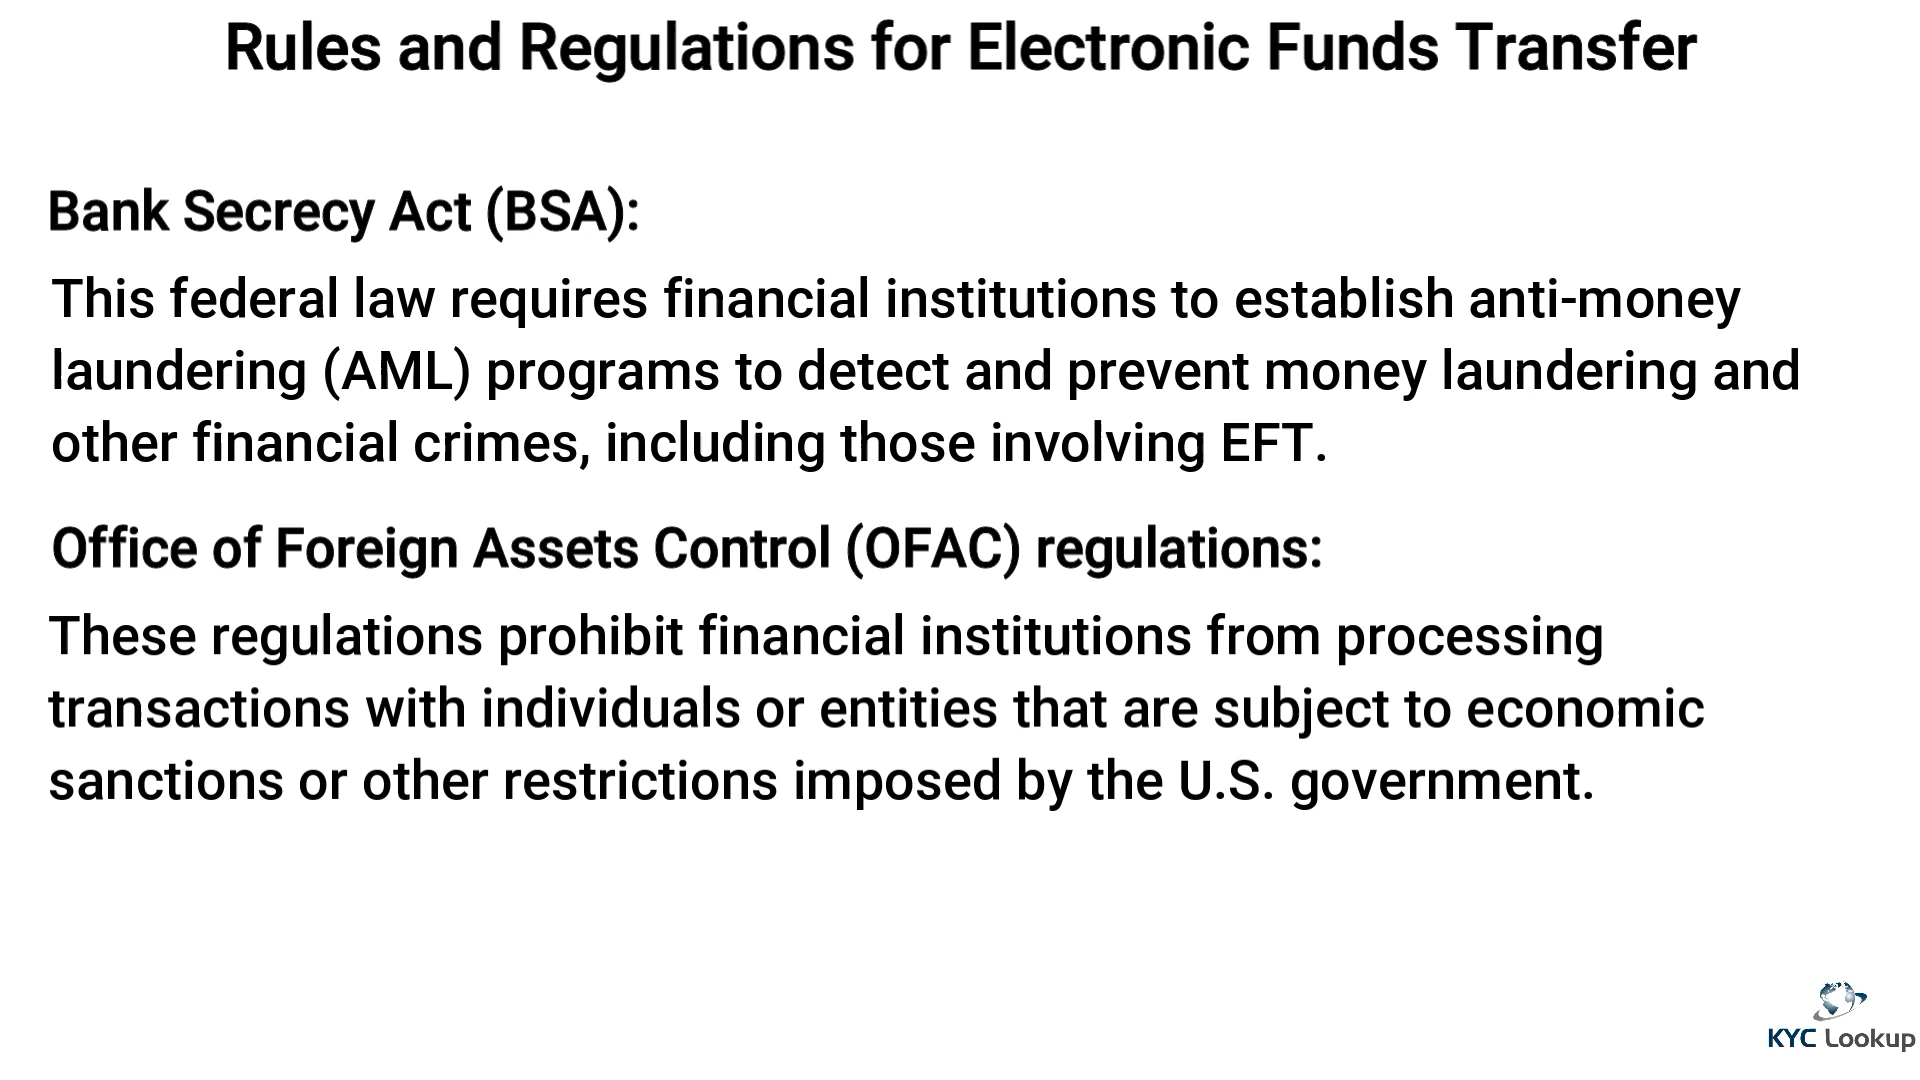 Rules and Regulations for Electronic Funds Transfer
Bank Secrecy Act (BSA):
This federal law requires financial institutions to establish anti-money
laundering (AML) programs to detect and prevent money laundering and
other financial crimes, including those involving EFT.
Office of Foreign Assets Control (OFAC) regulations:
These regulations prohibit financial institutions from processing
transactions with individuals or entities that are subject to economic
sanctions or other restrictions imposed by the U.S. government.
KYC Lookup